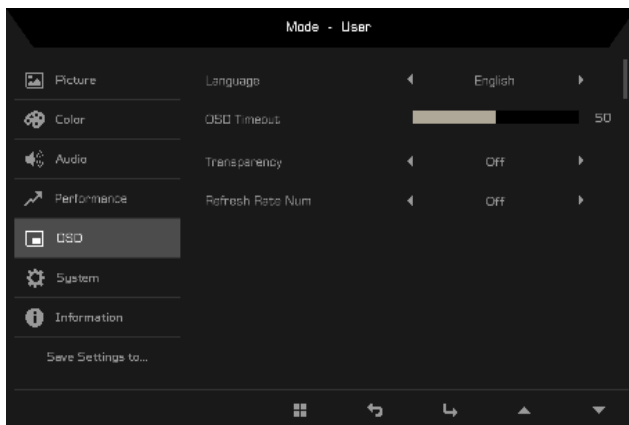 Mode - User
Picture
Language English
Color
OSD Timeout 50
Audio
Transparency Off
Performance
Refresh Rate Num Off
OSD
System
Information
Save Settings to...